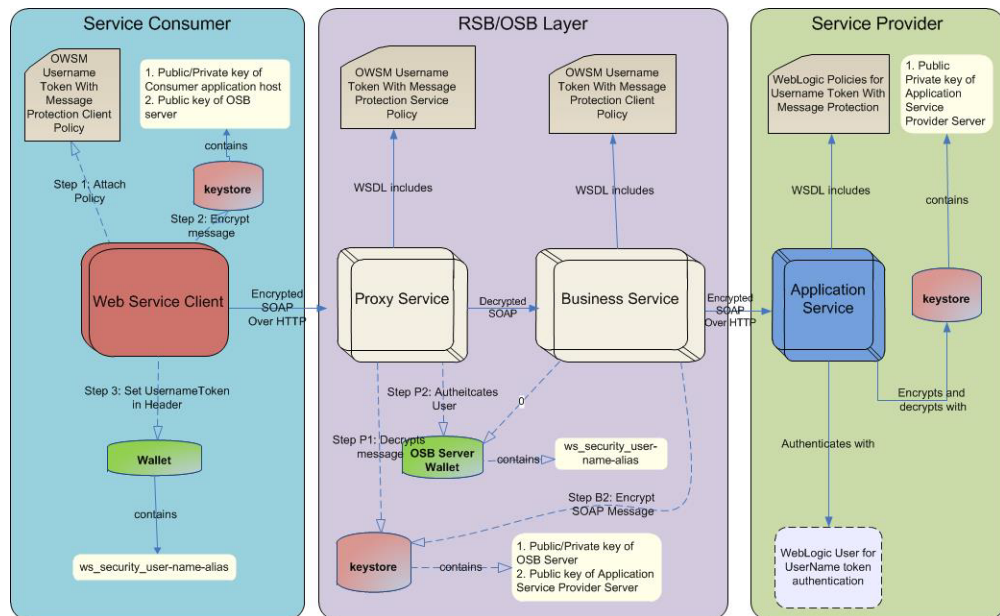 Service Consumer
OWSM
Username
Token With
Message
Protection Client
Policy
1. Public/Private key of
Consumer application host
2. Public key of OSB
server
contains
keystore
Step 1: Attach
Policy
Step 2: Encrypt
message
Web Service Client
Encrypted
SOAP
Over HTTP
Step 3: Set UsernameToken
in Header
Wallet
contains
ws_security_user-name-alias
RSB/OSB Layer
OWSM Username
Token With Message
Protection Service
Policy
OWSM Username
Token With Message
Protection Client
Policy
WSDL includes
WSDL includes
Proxy Service
Decrypted
SOAP
Business Service
Encrypted
SOAP
Over HTTP
Step P2: Autheitcates
User
0
Step P1: Decrypts
message
OSB Server
Wallet
contains
ws_security_user-
name-alias
Step B2: Encrypt
SOAP Message
keystore
contains
1. Public/Private key of
OSB Server
2. Public key of Application
Service Provider Server
Service Provider
WebLogic Policies for
Username Token With
Message Protection
1. Public
Private key of
Application
Service
Provider Server
WSDL includes
contains
Application
Service
keystore
Encrypts and
decrypts with
Authenticates with
WebLogic User for
UserName token
authentication